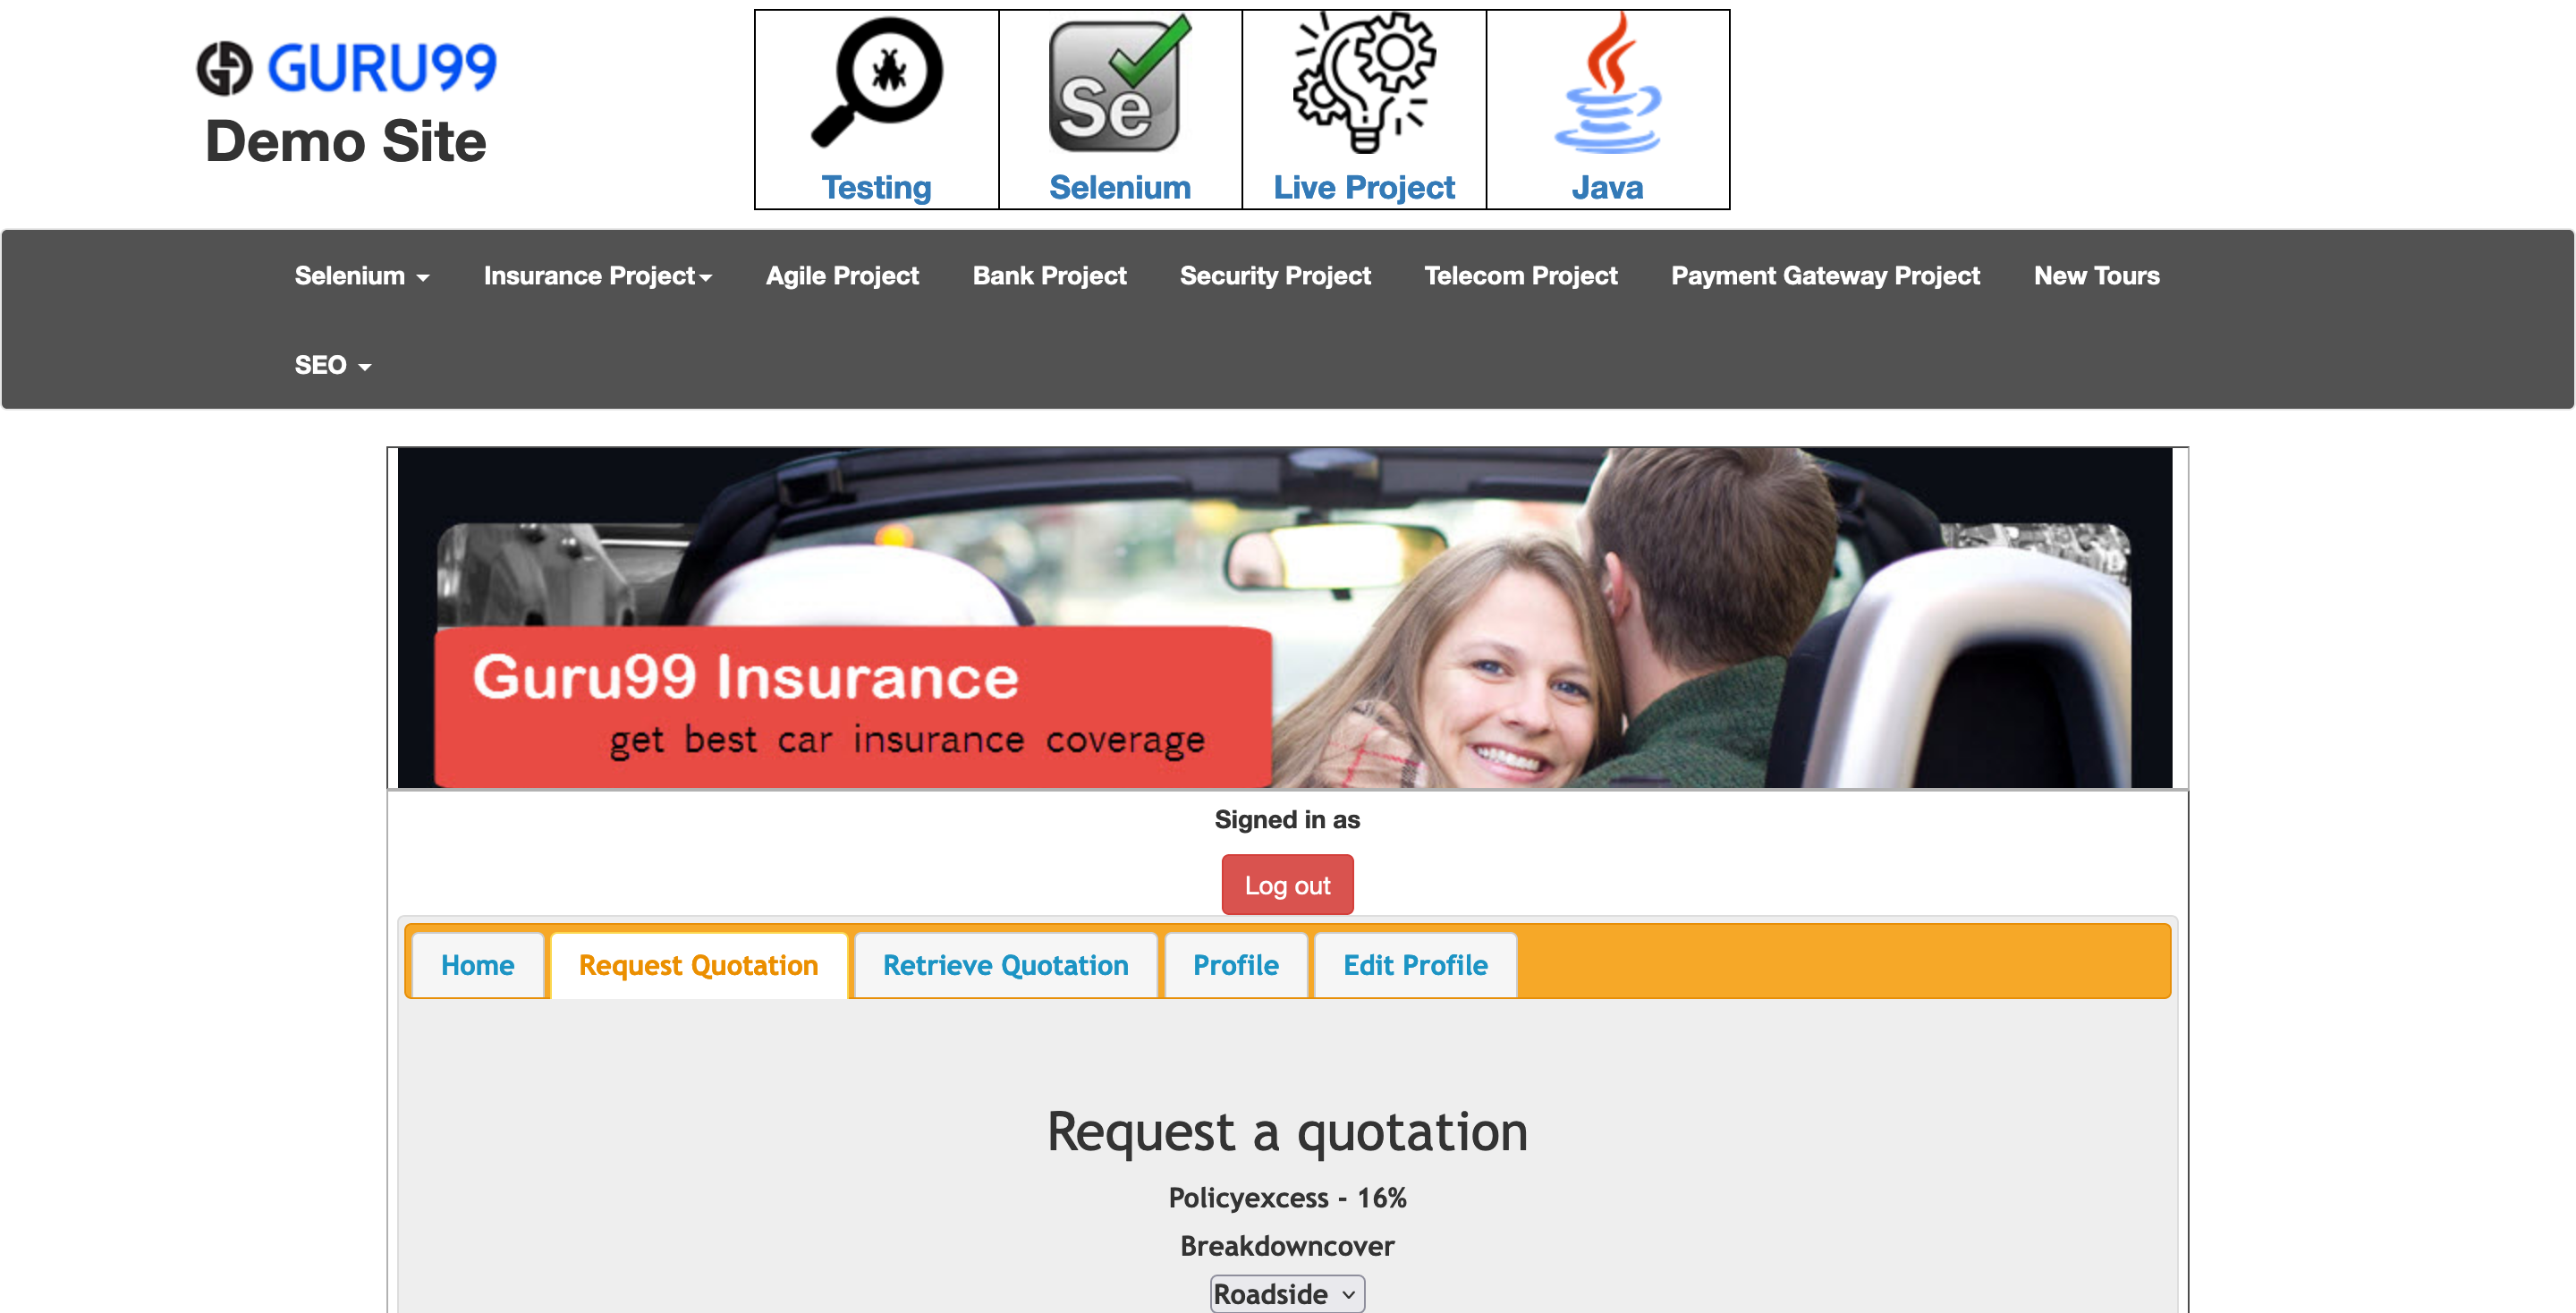 GURU99
Demo Site
Se
Testing
Selenium
Live Project
Java
Selenium
Insurance Project
Agile Project
Bank Project
Security Project
Telecom Project
Payment Gateway Project
New Tours
SEO
Guru99 Insurance
get best car insurance coverage
Signed in as
Log out
Home
Request Quotation
Retrieve Quotation
Profile
Edit Profile
Request a quotation
Policyexcess - 16%
Breakdowncover
Roadside